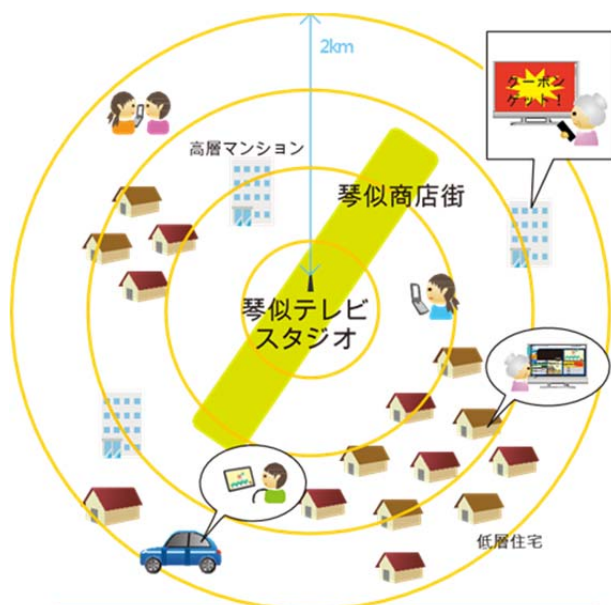 2km
クーポン
ゲット！
高層マンション
琴似商店街
琴似テレビ
スタジオ
低層住宅